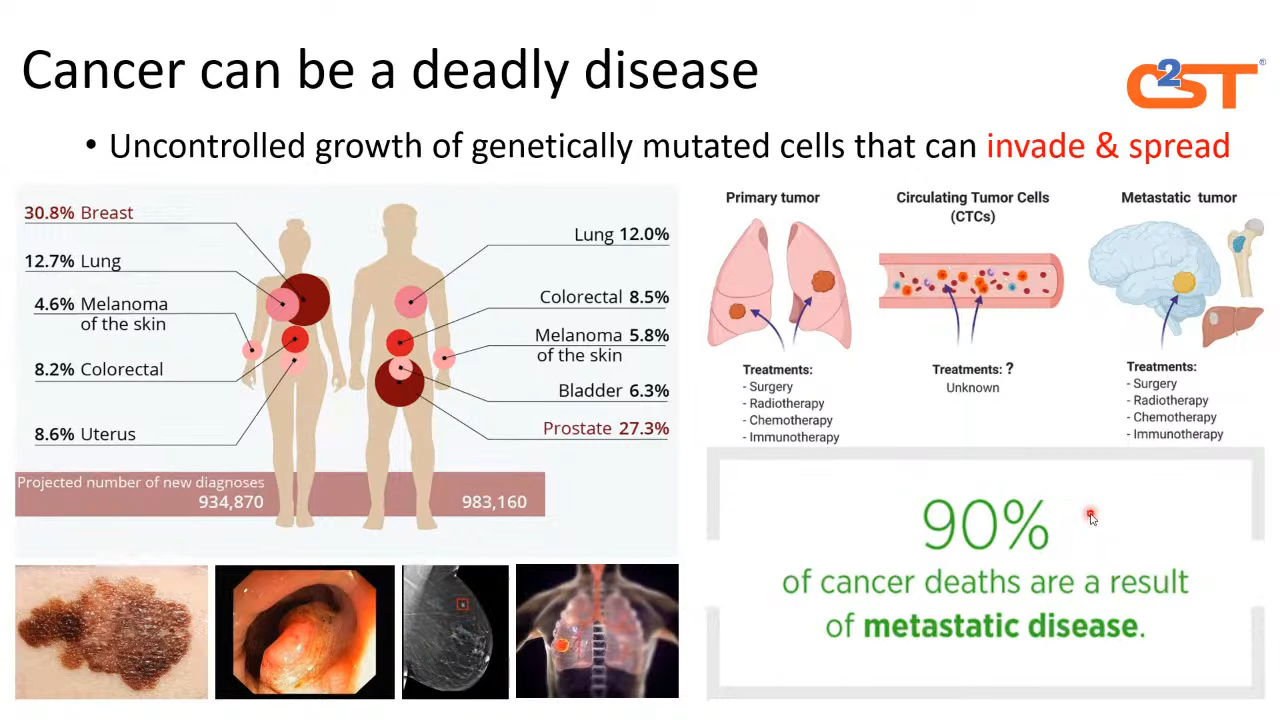 Cancer can be a deadly disease
C2ST®
• Uncontrolled growth of genetically mutated cells that can invade & spread
30.8% Breast
12.7% Lung
4.6% Melanoma
of the skin
8.2% Colorectal
8.6% Uterus
Lung 12.0%
Colorectal 8.5%
Melanoma 5.8%
of the skin
Bladder 6.3%
Prostate 27.3%
Projected number of new diagnoses
934,870
983,160
Primary tumor
Treatments:
- Surgery
- Radiotherapy
- Chemotherapy
- Immunotherapy
Circulating Tumor Cells
(CTCs)
Treatments: ?
Unknown
Metastatic tumor
Treatments:
- Surgery
- Radiotherapy
- Chemotherapy
- Immunotherapy
90%
of cancer deaths are a result
of metastatic disease.